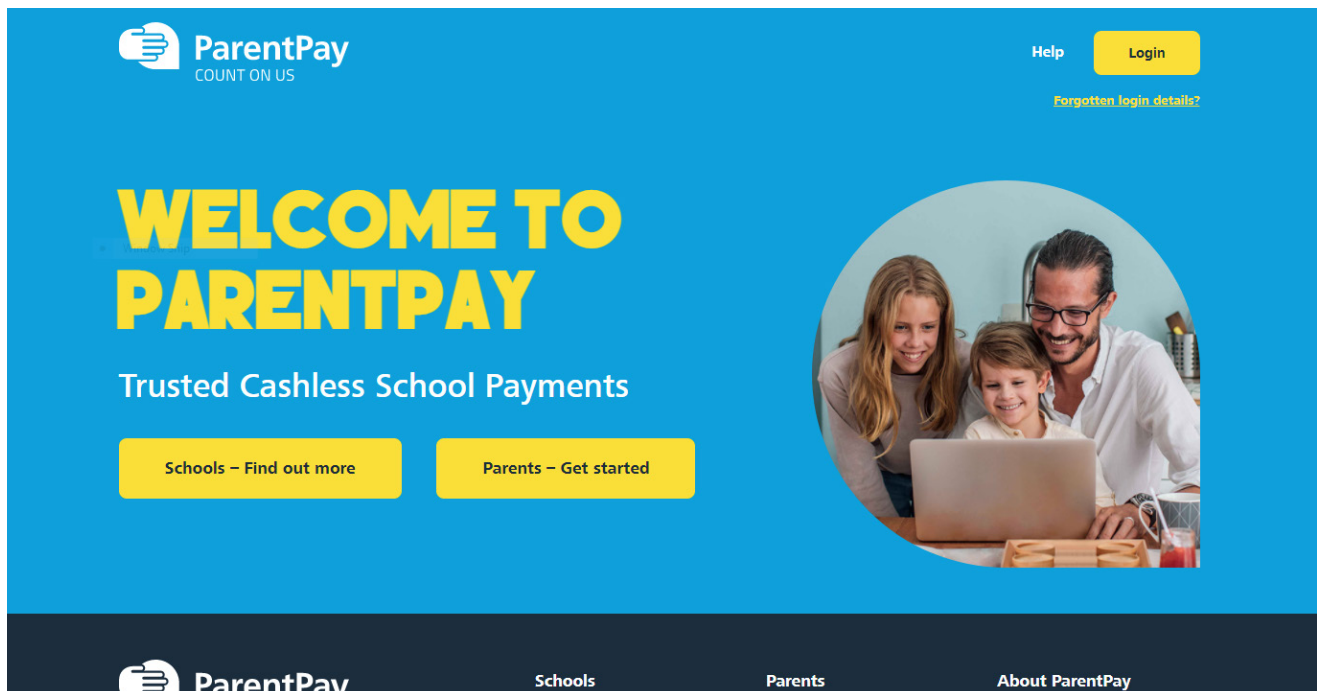 ParentPay
COUNT ON US
Help
Login
Forgotten login details?
WELCOME TO
PARENTPAY
Trusted Cashless School Payments
Schools – Find out more
Parents – Get started
ParentPay
Schools
Parents
About ParentPay